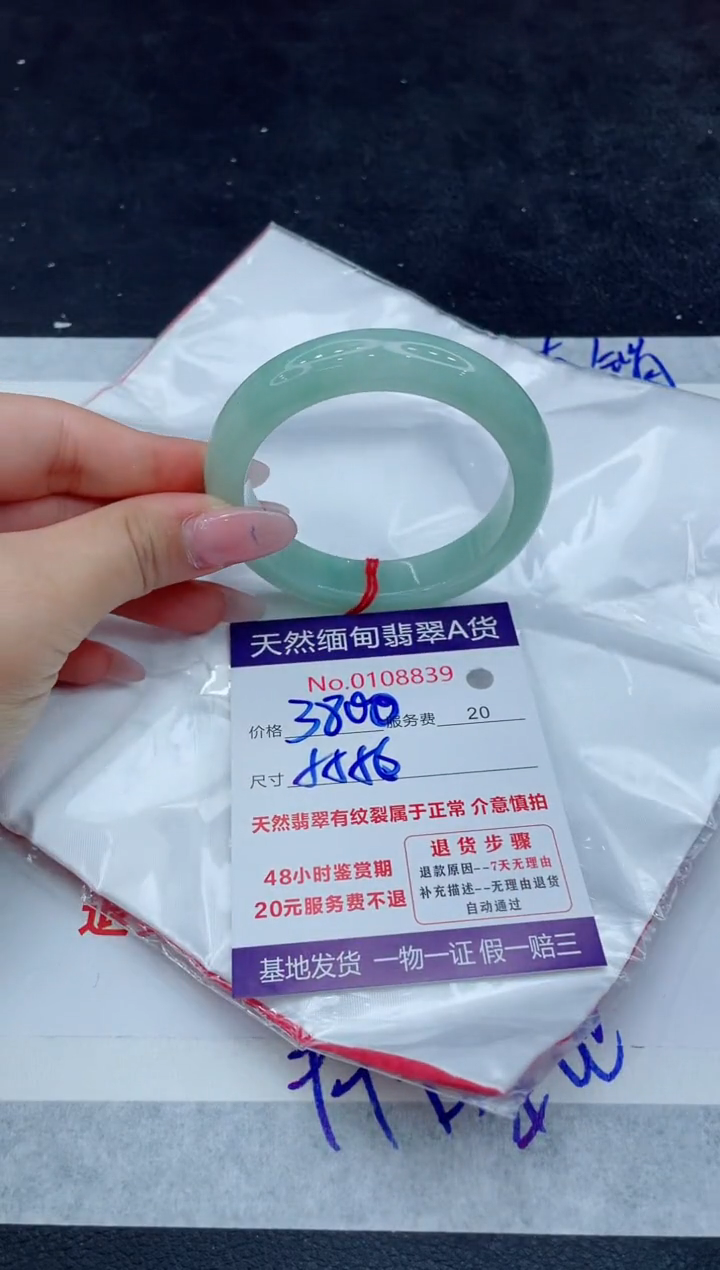 天然缅甸翡翠A货
No.0108839
价格 3800 服务费 20
尺寸
天然翡翠有纹裂属于正常 介意慎拍
48小时鉴赏期
20元服务费不退
退货步骤
退款原因--7天无理由
补充描述--无理由退货
自动通过
基地发货 一物一证 假一赔三
退